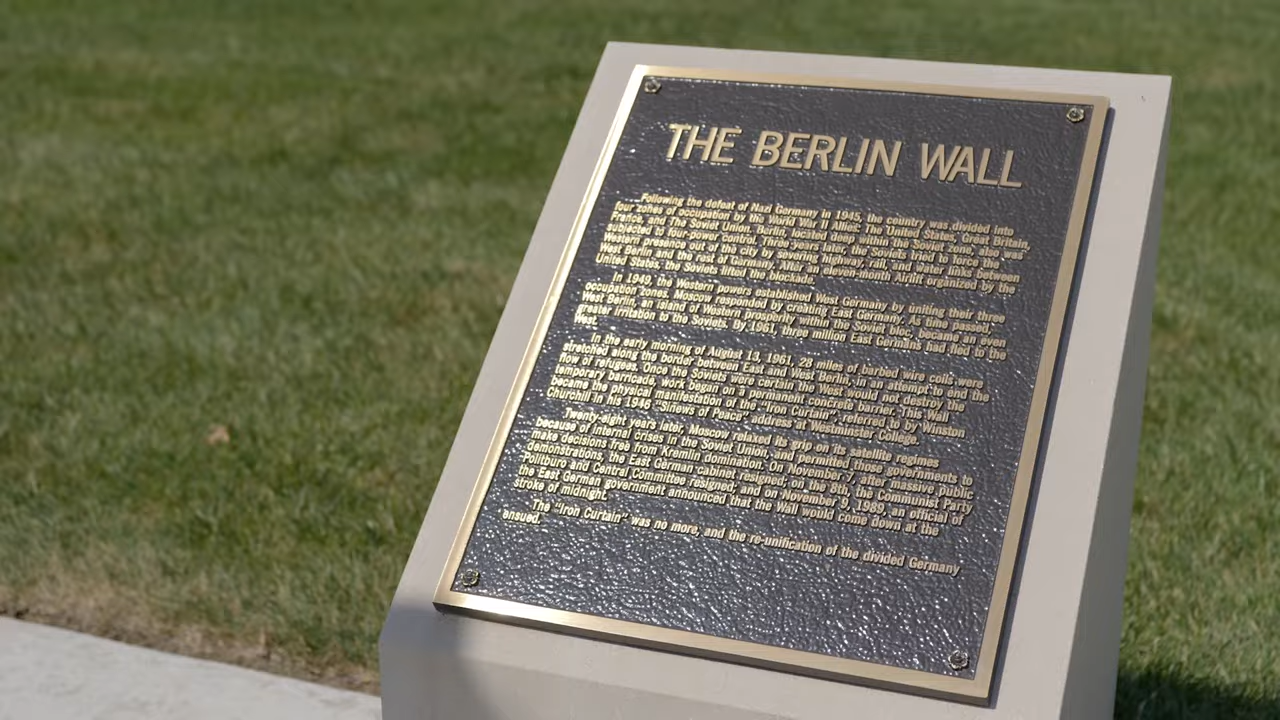 THE BERLIN WALL
Following the defeat of Nazi Germany in 1945, the country was divided into
four zones of occupation by the World War II Allies: The United States, Great Britain,
France, and The Soviet Union. Berlin, located deep within the Soviet zone, also was
subjected to four-power control. Three years later the Soviets tried to force the
Western presence out of the city by severing highway, rail, and water links between
West Berlin and the rest of Germany. After an eleven-month Airlift organized by the
United States, the Soviets lifted the blockade.
In 1949, the Western powers established West Germany by uniting their three
occupation zones. Moscow responded by creating East Germany. As time passed,
West Berlin, an island of Western prosperity within the Soviet bloc, became an even
greater irritation to the Soviets. By 1961, three million East Germans had fled to the
West.
In the early morning of August 13, 1961, 28 miles of barbed wire coils were
stretched along the border between East and West Berlin, in an attempt to end the
flow of refugees. Once the Soviets were certain the West would not destroy the
temporary barricade, work began on a permanent concrete barrier. This Wall
became the physical manifestation of the "Iron Curtain", referred to by Winston
Churchill in his 1946 "Sinews of Peace" address at Westminster College.
Twenty-eight years later, Moscow relaxed its grip on its satellite regimes
because of internal crises in the Soviet Union, and permitted those governments to
make decisions free from Kremlin domination. On November 7, after massive public
demonstrations, the East German cabinet resigned; on the 8th, the Communist Party
Politburo and Central Committee resigned; and on November 9, 1989, an official of
the East German government announced that the Wall would come down at the
stroke of midnight.
The "Iron Curtain" was no more, and the re-unification of the divided Germany
ensued.